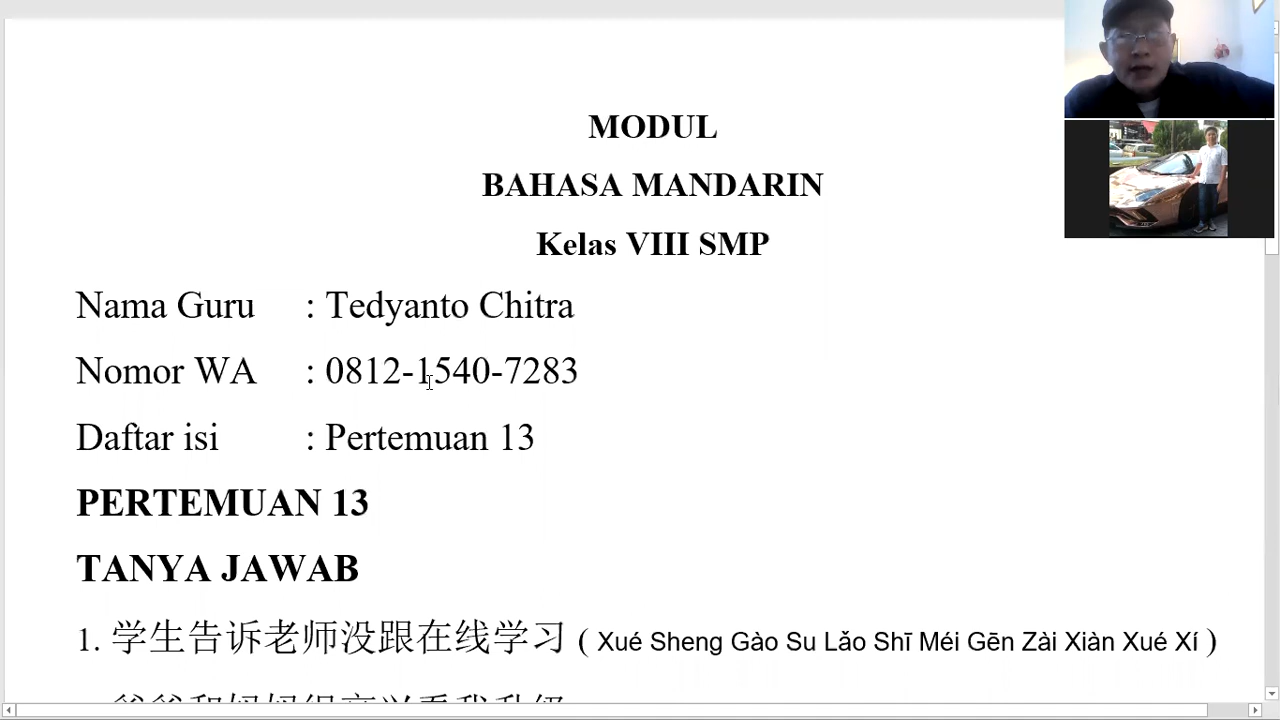 MODUL
BAHASA MANDARIN
Kelas VIII SMP
Nama Guru : Tedyanto Chitra
Nomor WA : 0812-1540-7283
Daftar isi : Pertemuan 13
PERTEMUAN 13
TANYA JAWAB
1. 学生告诉老师没跟在线学习 ( Xué Sheng Gào Su Lǎo Shī Méi Gēn Zài Xiàn Xué Xí )